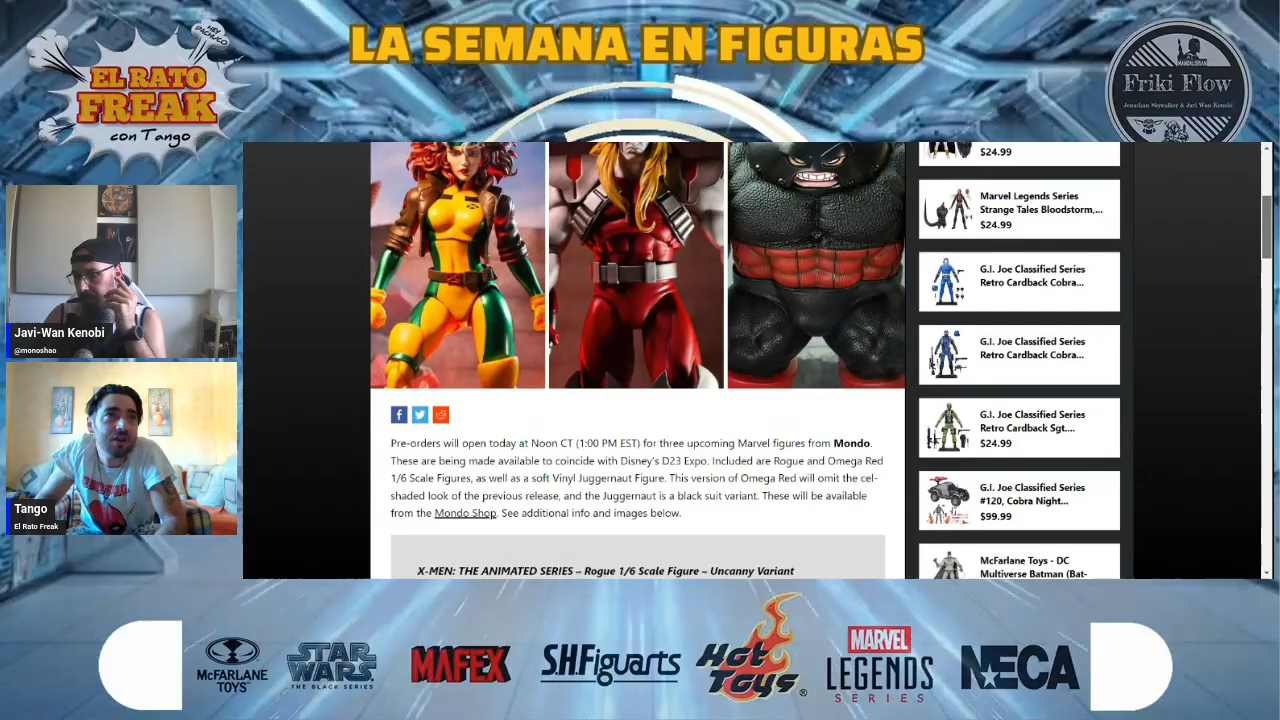 LA SEMANA EN FIGURAS
HEY PACHUCO
EL RATO
FREAK
con Tango
MANDALORIAN
Friki Flow
Jonathan Skywalker & Javi Wan Kenobi
Javi-Wan Kenobi
@monoshao
Tango
El Rato Freak
Pre-orders will open today at Noon CT (1:00 PM EST) for three upcoming Marvel figures from Mondo.
These are being made available to coincide with Disney's D23 Expo. Included are Rogue and Omega Red
1/6 Scale Figures, as well as a soft Vinyl Juggernaut Figure. This version of Omega Red will omit the cel-
shaded look of the previous release, and the Juggernaut is a black suit variant. These will be available
from the Mondo Shop. See additional info and images below.
X-MEN: THE ANIMATED SERIES – Rogue 1/6 Scale Figure – Uncanny Variant
$24.99
Marvel Legends Series
Strange Tales Bloodstorm,...
$24.99
G.I. Joe Classified Series
Retro Cardback Cobra...
G.I. Joe Classified Series
Retro Cardback Cobra...
G.I. Joe Classified Series
Retro Cardback Sgt....
$24.99
G.I. Joe Classified Series
#120, Cobra Night...
$99.99
McFarlane Toys - DC
Multiverse Batman (Bat-
McFARLANE
TOYS™
STAR
WARS
THE BLACK SERIES
MAFEX
S.H.Figuarts
Hot
Toys®
MARVEL
LEGENDS
SERIES
NECA